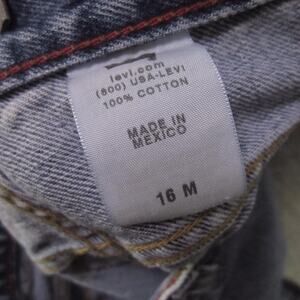 levi.com
(800) USA-LEVI
100% COTTON
MADE IN
MEXICO
16 M